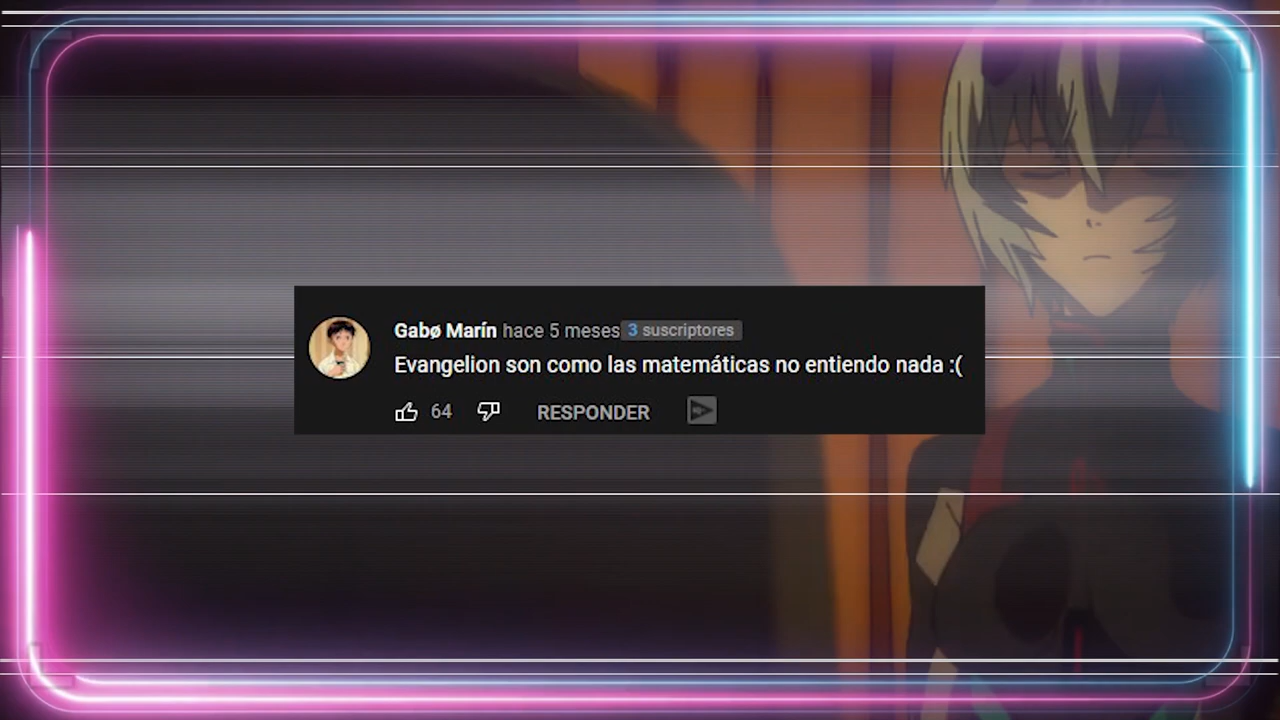 Gabø Marín hace 5 meses 3 suscriptores
Evangelion son como las matemáticas no entiendo nada :(
64 RESPONDER